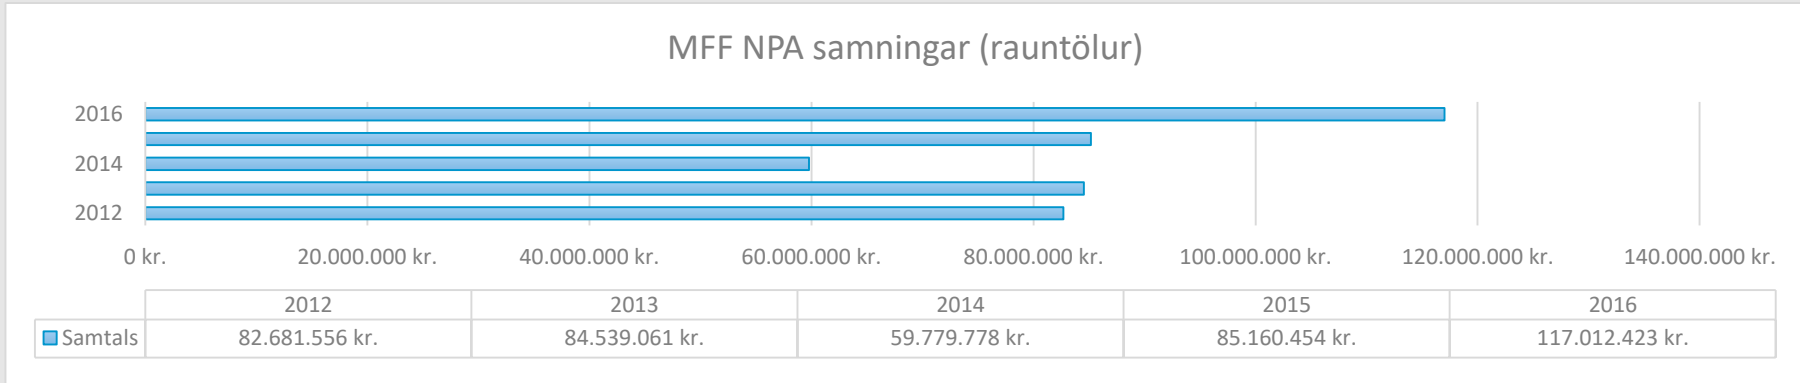 MFF NPA samningar (rauntölur)
2016
2014
2012
0 kr. 20.000.000 kr. 40.000.000 kr. 60.000.000 kr. 80.000.000 kr. 100.000.000 kr. 120.000.000 kr. 140.000.000 kr.
2012 2013 2014 2015 2016
Samtals 82.681.556 kr. 84.539.061 kr. 59.779.778 kr. 85.160.454 kr. 117.012.423 kr.